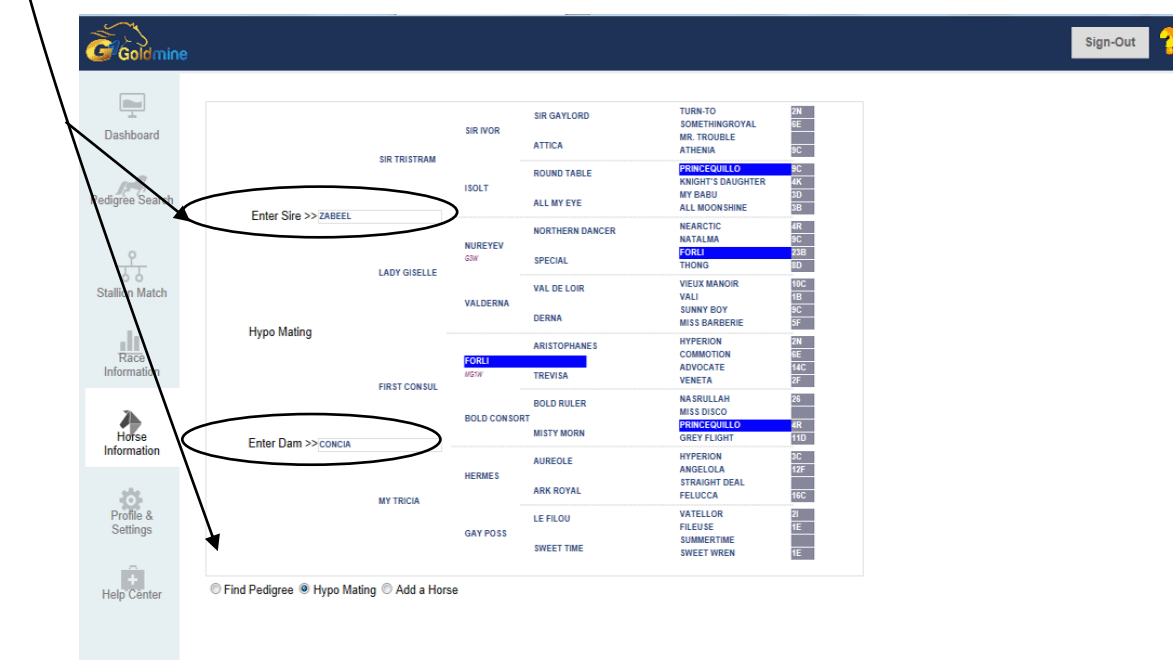 G1 Goldmine
Sign-Out
Dashboard
Pedigree Search
Stallion Match
Race
Information
Horse
Information
Profile &
Settings
Help Center
Enter Sire >> ZABEEL
Hypo Mating
Enter Dam >> CONCIA
SIR TRISTRAM
LADY GISELLE
FIRST CONSUL
MY TRICIA
SIR IVOR
ISOLT
NUREYEV
G3W
VALDERNA
FORLI
MG1W
BOLD CONSORT
HERMES
GAY POSS
SIR GAYLORD
ATTICA
ROUND TABLE
ALL MY EYE
NORTHERN DANCER
SPECIAL
VAL DE LOIR
DERNA
ARISTOPHANES
TREVISA
BOLD RULER
MISTY MORN
AUREOLE
ARK ROYAL
LE FILOU
SWEET TIME
TURN-TO 2N
SOMETHINGROYAL 6E
MR. TROUBLE
ATHENIA 9C
PRINCEQUILLO 9C
KNIGHT'S DAUGHTER 4K
MY BABU 3D
ALL MOONSHINE 3B
NEARCTIC 4R
NATALMA 9C
FORLI 23B
THONG 8D
VIEUX MANOIR 10C
VALI 1B
SUNNY BOY 9C
MISS BARBERIE 5F
HYPERION 2N
COMMOTION 6E
ADVOCATE 14C
VENETA 2F
NASRULLAH 26
MISS DISCO
PRINCEQUILLO 4R
GREY FLIGHT 11D
HYPERION 3C
ANGELOLA 12F
STRAIGHT DEAL
FELUCCA 16C
VATELLOR 2I
FILEUSE 1E
SUMMERTIME
SWEET WREN 1E
Find Pedigree Hypo Mating Add a Horse